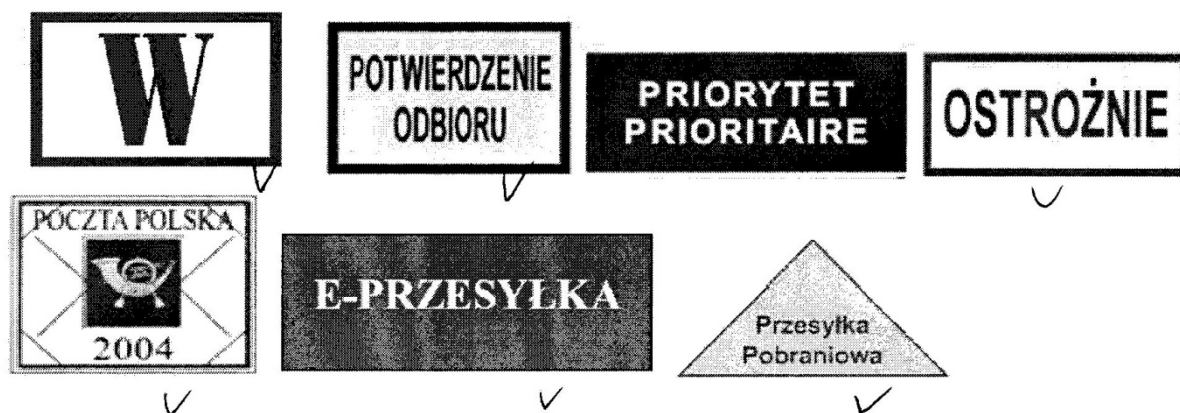 W
POTWIERDZENIE
ODBIORU
PRIORYTET
PRIORITAIRE
OSTROŻNIE
POCZTA POLSKA
2004
E-PRZESYŁKA
Przesyłka
Pobraniowa